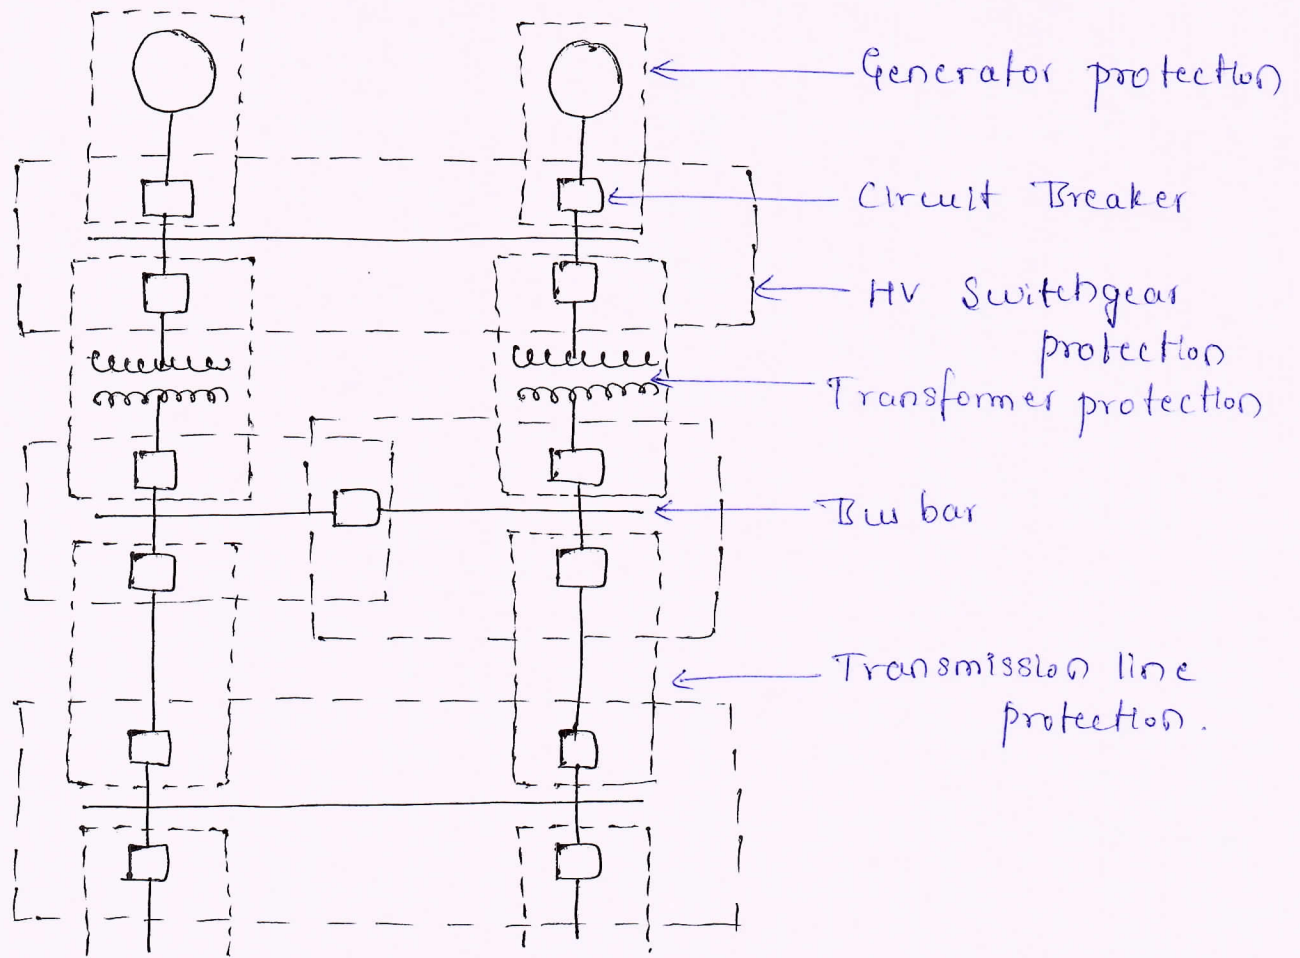 Generator protection
Circuit Breaker
HV Switchgear
protection
Transformer protection
Bus bar
Transmission line
protection.